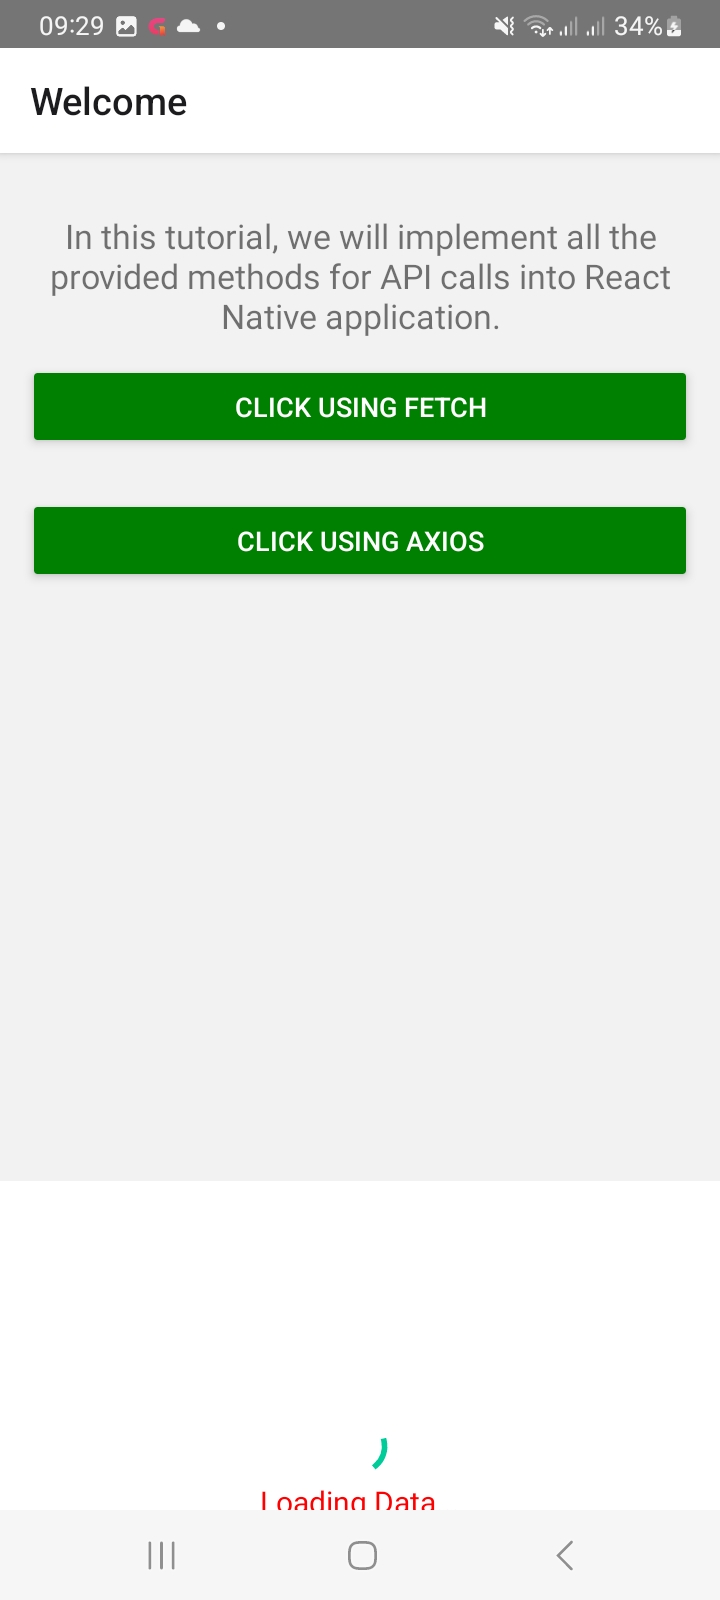 09:29
34%
Welcome
In this tutorial, we will implement all the
provided methods for API calls into React
Native application.
CLICK USING FETCH
CLICK USING AXIOS
Loading Data